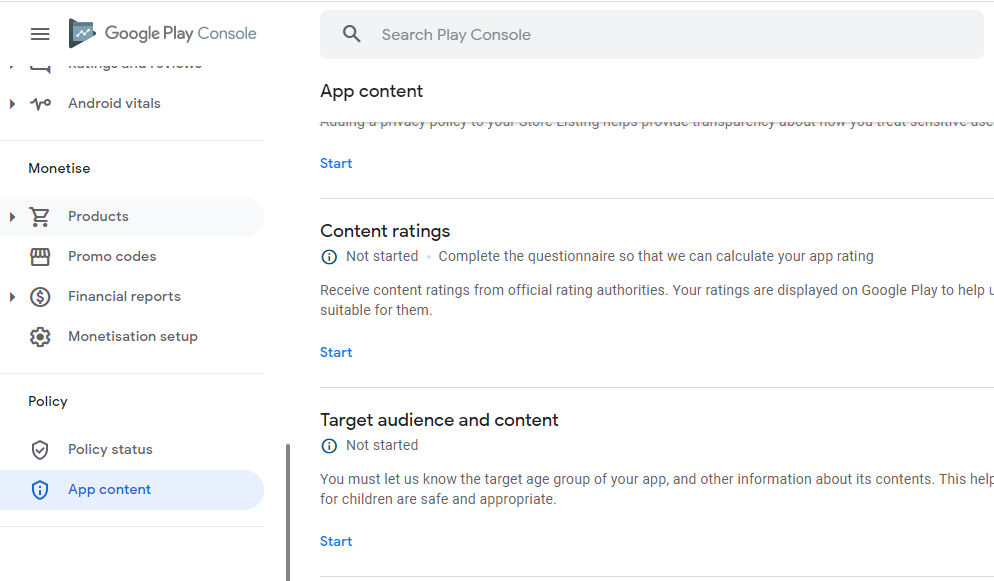 Google Play Console
Search Play Console
Ratings and reviews
Android vitals
Monetise
Products
Promo codes
Financial reports
Monetisation setup
Policy
Policy status
App content
App content
Adding a privacy policy to your Store Listing helps provide transparency about how you treat sensitive use
Start
Content ratings
Not started • Complete the questionnaire so that we can calculate your app rating
Receive content ratings from official rating authorities. Your ratings are displayed on Google Play to help u
suitable for them.
Start
Target audience and content
Not started
You must let us know the target age group of your app, and other information about its contents. This help
for children are safe and appropriate.
Start